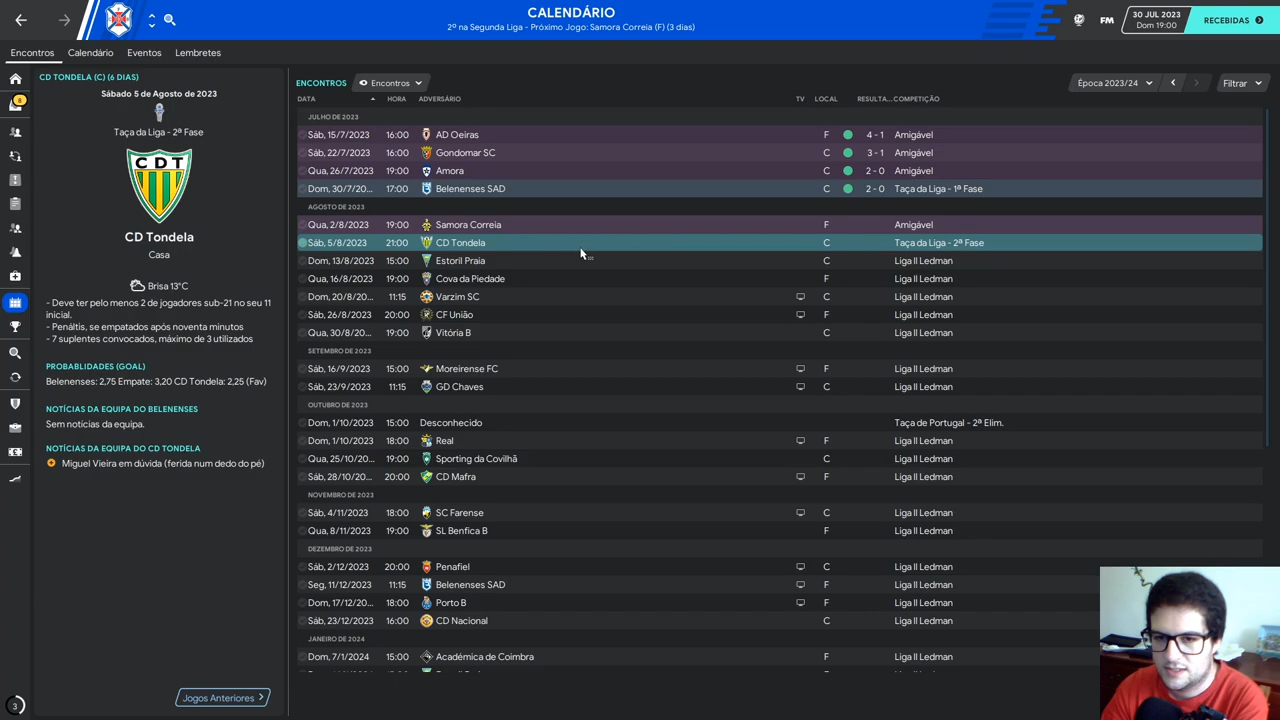 CALENDÁRIO
2º na Segunda Liga - Próximo Jogo: Samora Correia (F) (3 dias)
FM
30 JUL 2023
Dom 19:00
RECEBIDAS
Encontros Calendário Eventos Lembretes
8
3
CD TONDELA (C) (6 DIAS)
Sábado 5 de Agosto de 2023
Taça da Liga - 2ª Fase
CDT
CD Tondela
Casa
Brisa 13°C
- Deve ter pelo menos 2 de jogadores sub-21 no seu 11
inicial.
- Penáltis, se empatados após noventa minutos
- 7 suplentes convocados, máximo de 3 utilizados
PROBABLIDADES (GOAL)
Belenenses: 2,75 Empate: 3,20 CD Tondela: 2,25 (Fav)
NOTÍCIAS DA EQUIPA DO BELENENSES
Sem notícias da equipa.
NOTÍCIAS DA EQUIPA DO CD TONDELA
Miguel Vieira em dúvida (ferida num dedo do pé)
Jogos Anteriores
ENCONTROS Encontros Época 2023/24 Filtrar
DATA HORA ADVERSÁRIO TV LOCAL RESULTA... COMPETIÇÃO
JULHO DE 2023
Sáb, 15/7/2023 16:00 AD Oeiras F 4 - 1 Amigável
Sáb, 22/7/2023 16:00 Gondomar SC C 3 - 1 Amigável
Qua, 26/7/2023 19:00 Amora C 2 - 0 Amigável
Dom, 30/7/20... 17:00 Belenenses SAD C 2 - 0 Taça da Liga - 1ª Fase
AGOSTO DE 2023
Qua, 2/8/2023 19:00 Samora Correia F Amigável
Sáb, 5/8/2023 21:00 CD Tondela C Taça da Liga - 2ª Fase
Dom, 13/8/2023 15:00 Estoril Praia C Liga II Ledman
Qua, 16/8/2023 19:00 Cova da Piedade F Liga II Ledman
Dom, 20/8/20... 11:15 Varzim SC C Liga II Ledman
Sáb, 26/8/2023 20:00 CF União F Liga II Ledman
Qua, 30/8/20... 19:00 Vitória B C Liga II Ledman
SETEMBRO DE 2023
Sáb, 16/9/2023 15:00 Moreirense FC F Liga II Ledman
Sáb, 23/9/2023 11:15 GD Chaves C Liga II Ledman
OUTUBRO DE 2023
Dom, 1/10/2023 15:00 Desconhecido Taça de Portugal - 2ª Elim.
Dom, 1/10/2023 18:00 Real F Liga II Ledman
Qua, 25/10/20... 19:00 Sporting da Covilhã C Liga II Ledman
Sáb, 28/10/20... 20:00 CD Mafra F Liga II Ledman
NOVEMBRO DE 2023
Sáb, 4/11/2023 18:00 SC Farense C Liga II Ledman
Qua, 8/11/2023 19:00 SL Benfica B F Liga II Ledman
DEZEMBRO DE 2023
Sáb, 2/12/2023 20:00 Penafiel C Liga II Ledman
Seg, 11/12/2023 11:15 Belenenses SAD F Liga II Ledman
Dom, 17/12/20... 18:00 Porto B F Liga II Ledman
Sáb, 23/12/2023 16:00 CD Nacional C Liga II Ledman
JANEIRO DE 2024
Dom, 7/1/2024 15:00 Académica de Coimbra F Liga II Ledman